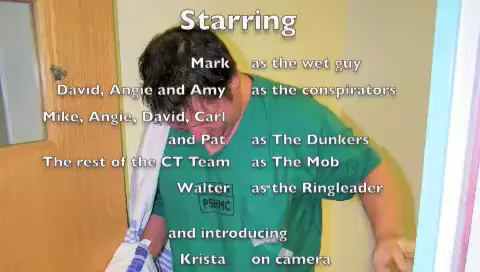 Starring
Mark as the wet guy
David, Angie and Amy as the conspirators
Mike, Angie, David, Carl
and Pat as The Dunkers
The rest of the CT Team as The Mob
Walter as the Ringleader
and introducing
Krista on camera
PSHMC